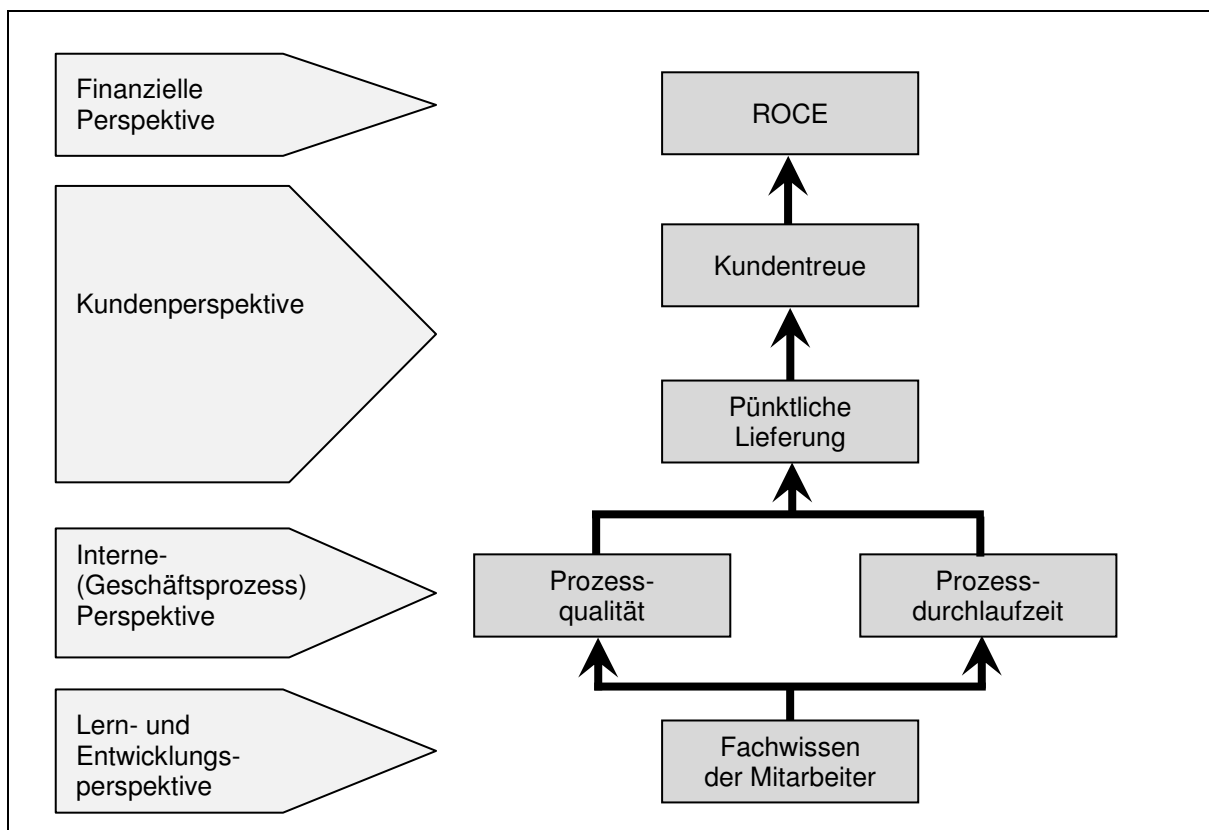 Finanzielle
Perspektive
ROCE
Kundentreue
Kundenperspektive
Pünktliche
Lieferung
Interne-
(Geschäftsprozess)
Perspektive
Prozess-
qualität
Prozess-
durchlaufzeit
Lern- und
Entwicklungs-
perspektive
Fachwissen
der Mitarbeiter